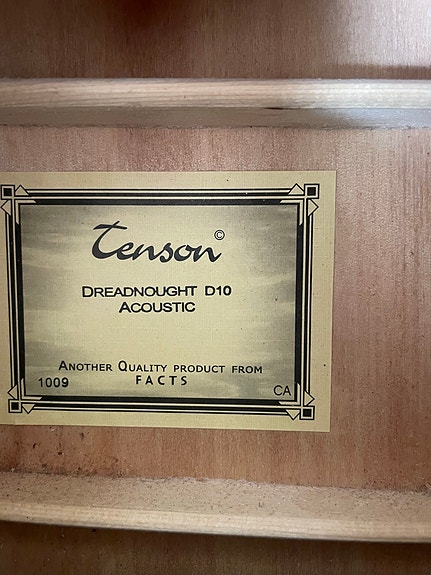 Tenson©
DREADNOUGHT D10
ACOUSTIC
ANOTHER QUALITY PRODUCT FROM
FACTS
1009
CA